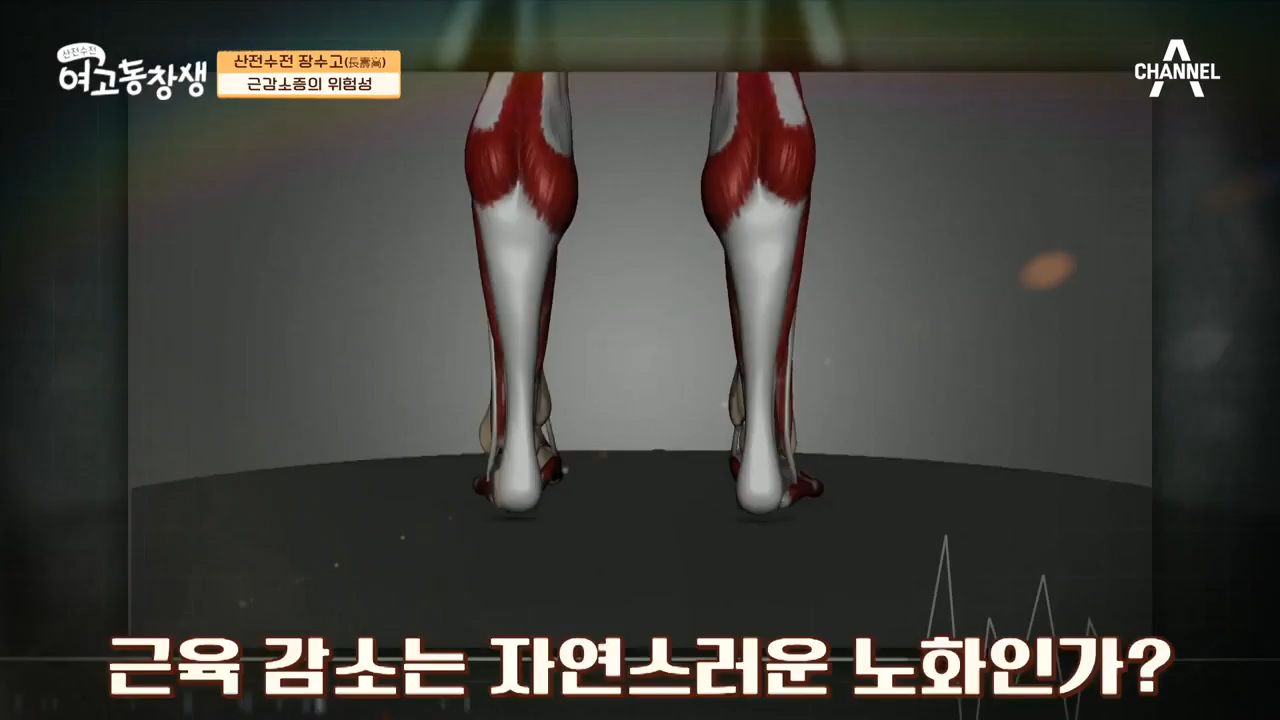 산전수전
여고동창생
산전수전 장수고(長壽高)
근감소증의 위험성
CHANNEL A
근육 감소는 자연스러운 노화인가?